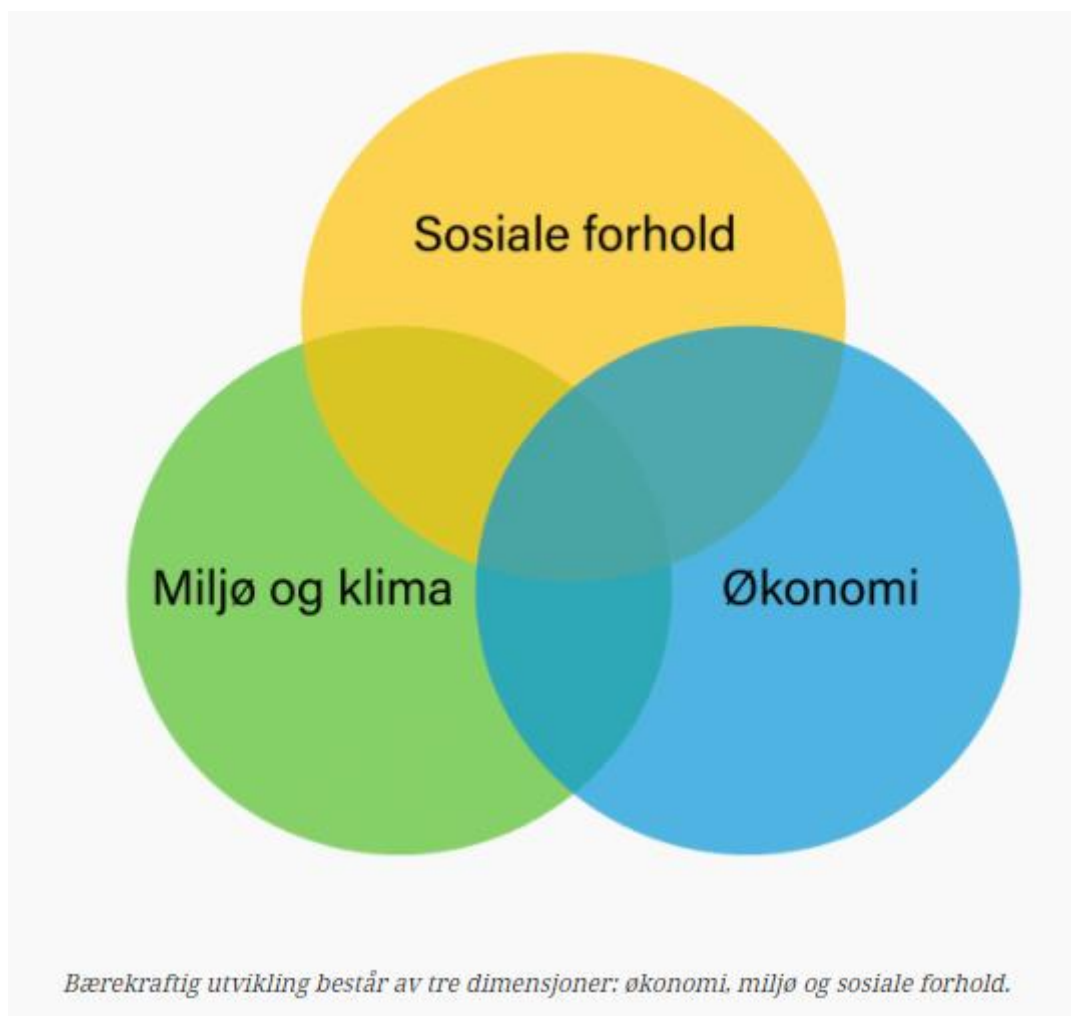 Sosiale forhold
Miljø og klima
Økonomi
Bærekraftig utvikling består av tre dimensjoner: økonomi, miljø og sosiale forhold.